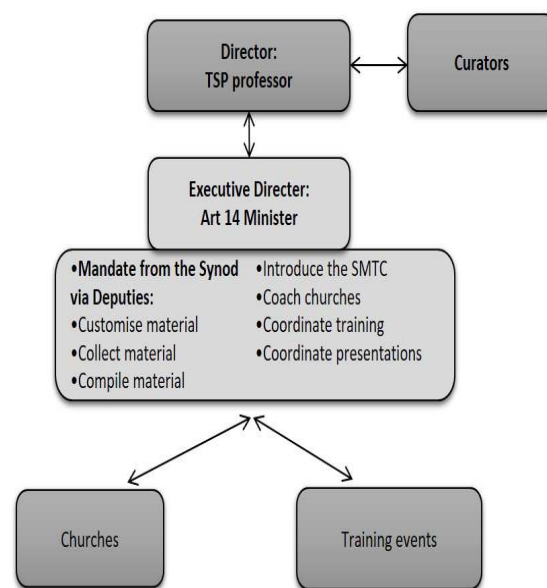 Director:
TSP professor
Curators
Executive Directer:
Art 14 Minister
•Mandate from the Synod
via Deputies:
•Customise material
•Collect material
•Compile material
•Introduce the SMTC
•Coach churches
•Coordinate training
•Coordinate presentations
Churches
Training events